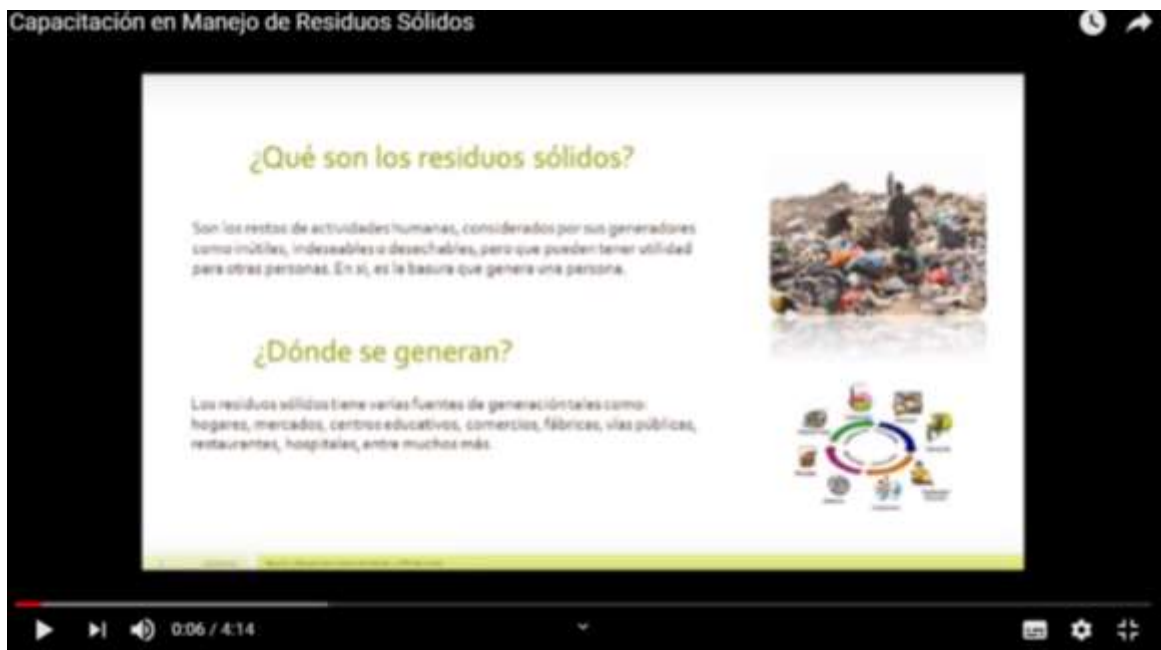 Capacitación en Manejo de Residuos Sólidos
¿Qué son los residuos sólidos?
Son los restos de actividades humanas, considerados por sus generadores
como inútiles, indeseables o desechables, pero que pueden tener utilidad
para otras personas. En si, es la basura que genera una persona.
¿Dónde se generan?
Los residuos sólidos tiene varias fuentes de generación tales como:
hogares, mercados, centros educativos, comercios, fábricas, vías públicas,
restaurantes, hospitales, entre muchos más.
0:06 / 4:14